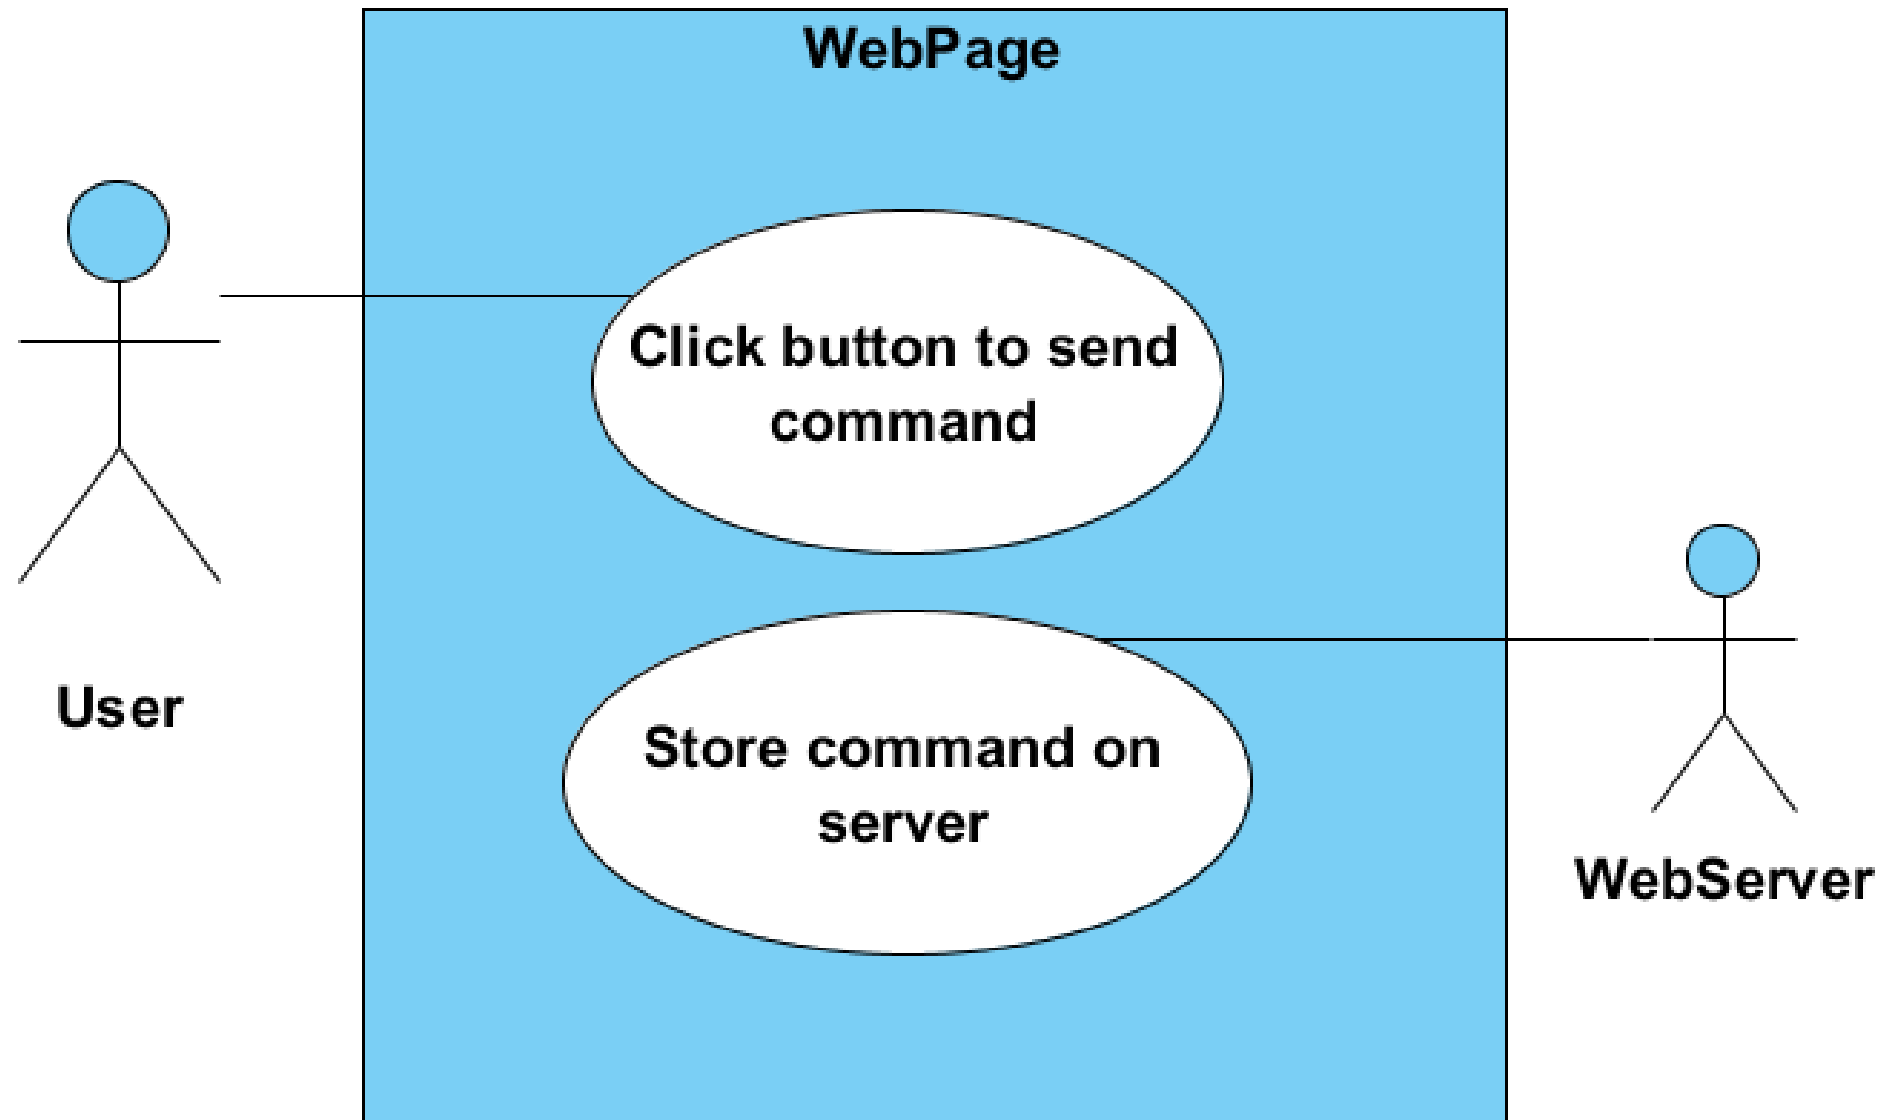 WebPage
Click button to send
command
User
Store command on
server
WebServer